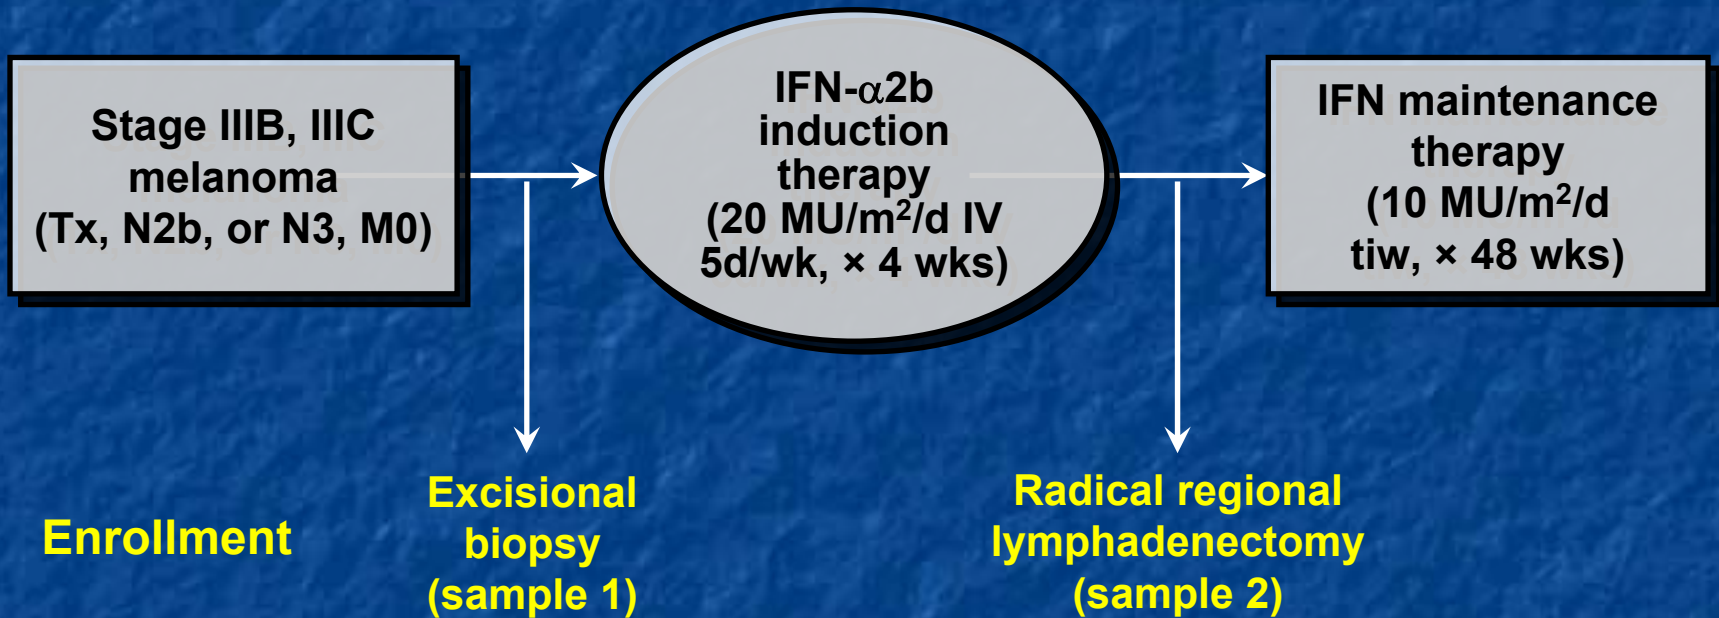 Stage IIIB, IIIC
melanoma
(Tx, N2b, or N3, M0)
IFN-α2b
induction
therapy
(20 MU/m²/d IV
5d/wk, × 4 wks)
IFN maintenance
therapy
(10 MU/m²/d
tiw, × 48 wks)
Enrollment
Excisional
biopsy
(sample 1)
Radical regional
lymphadenectomy
(sample 2)